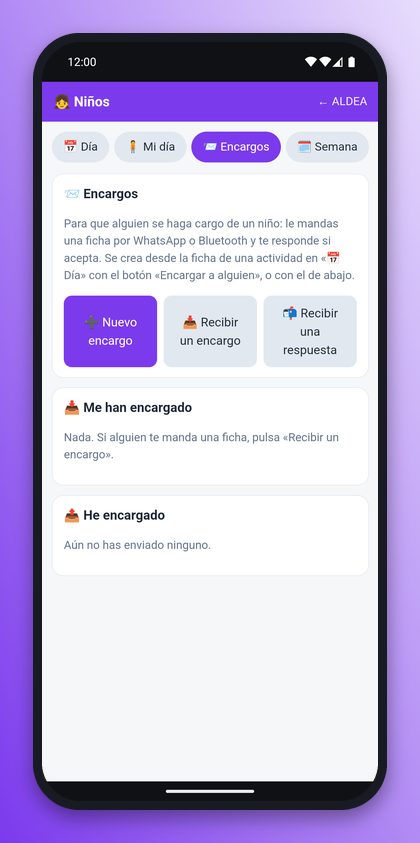 12:00
👧 Niños
← ALDEA
📅 Día
🧍 Mi día
📨 Encargos
🗓️ Semana
📨 Encargos
Para que alguien se haga cargo de un niño: le mandas
una ficha por WhatsApp o Bluetooth y te responde si
acepta. Se crea desde la ficha de una actividad en «📅
Día» con el botón «Encargar a alguien», o con el de abajo.
➕ Nuevo
encargo
📥 Recibir
un encargo
📬 Recibir
una
respuesta
📥 Me han encargado
Nada. Si alguien te manda una ficha, pulsa «Recibir un
encargo».
📤 He encargado
Aún no has enviado ninguno.